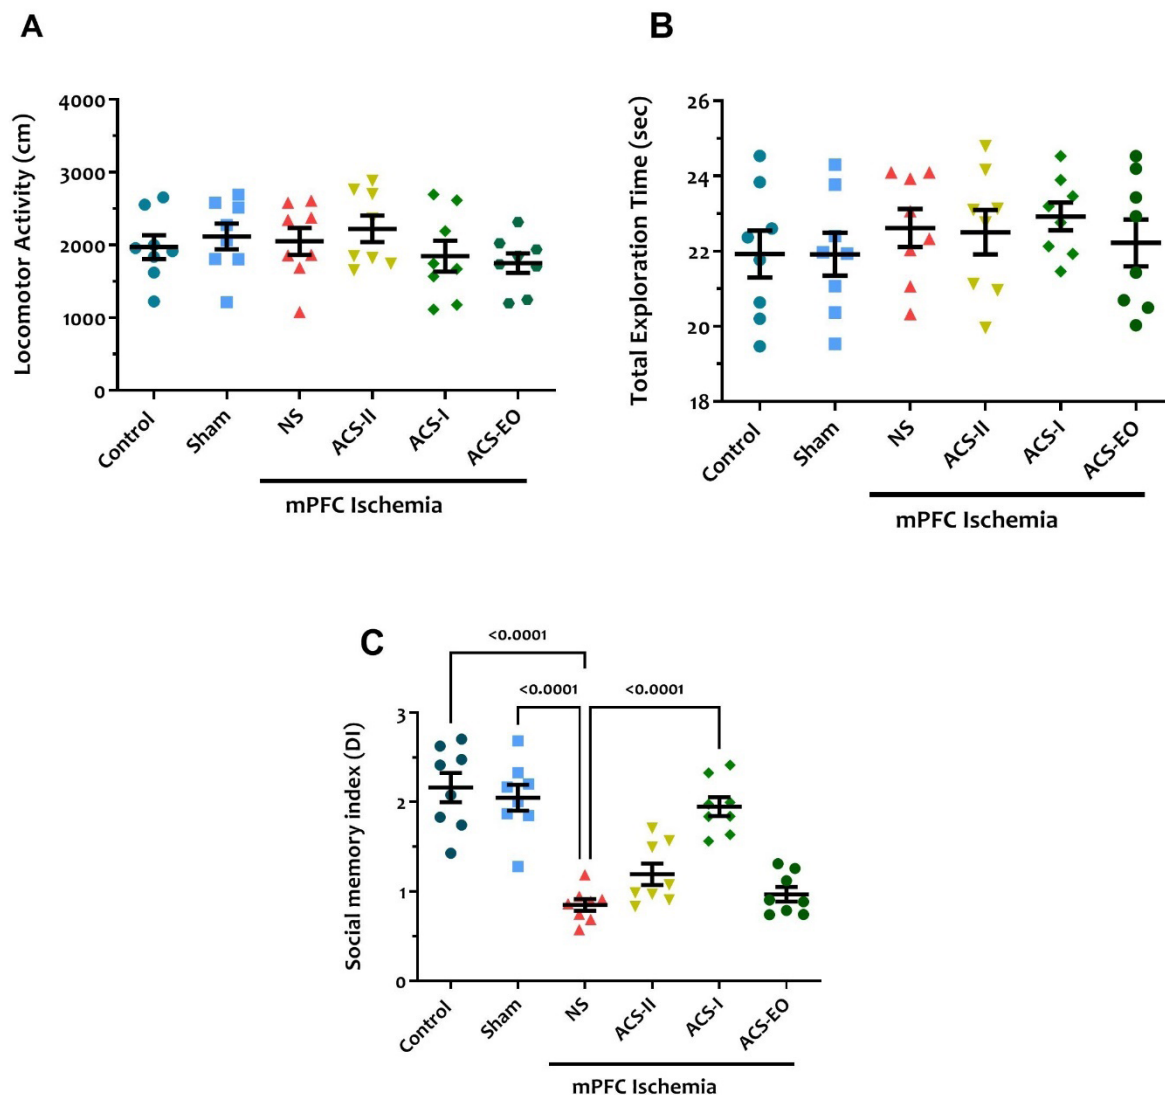 A
Locomotor Activity (cm)
4000
3000
2000
1000
0
Control
Sham
NS
ACS-II
ACS-I
ACS-EO
mPFC Ischemia
B
Total Exploration Time (sec)
26
24
22
20
18
Control
Sham
NS
ACS-II
ACS-I
ACS-EO
mPFC Ischemia
C
<0.0001
<0.0001
<0.0001
Social memory index (DI)
3
2
1
0
Control
Sham
NS
ACS-II
ACS-I
ACS-EO
mPFC Ischemia